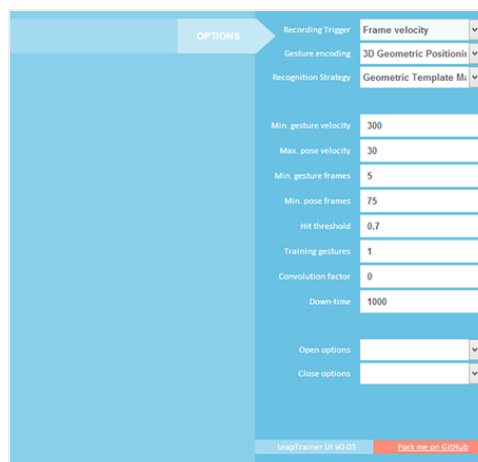 OPTIONS
Recording Trigger Frame velocity
Gesture encoding 3D Geometric Positionin
Recognition Strategy Geometric Template Ma
Min. gesture velocity 300
Max. pose velocity 30
Min. gesture frames 5
Min. pose frames 75
Hit threshold 0.7
Training gestures 1
Convolution factor 0
Down-time 1000
Open options
Close options
LeapTrainer UI v0.03 Fork me on GitHub